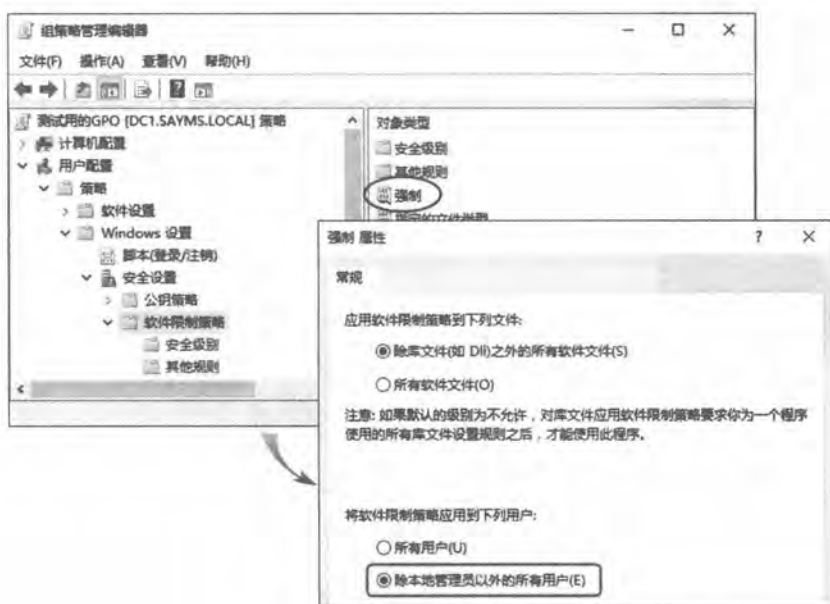 组策略管理编辑器
文件(F) 操作(A) 查看(V) 帮助(H)
测试用的GPO [DC1.SAYMS.LOCAL] 策略
计算机配置
用户配置
策略
软件设置
Windows 设置
脚本(登录/注销)
安全设置
公钥策略
软件限制策略
安全级别
其他规则
对象类型
安全级别
其他规则
强制
指定的文件类型
强制 属性
常规
应用软件限制策略到下列文件:
除库文件(如 Dll)之外的所有软件文件(S)
所有软件文件(O)
注意: 如果默认的级别为不允许，对库文件应用软件限制策略要求你为一个程序
使用的所有库文件设置规则之后，才能使用此程序。
将软件限制策略应用到下列用户:
所有用户(U)
除本地管理员以外的所有用户(E)